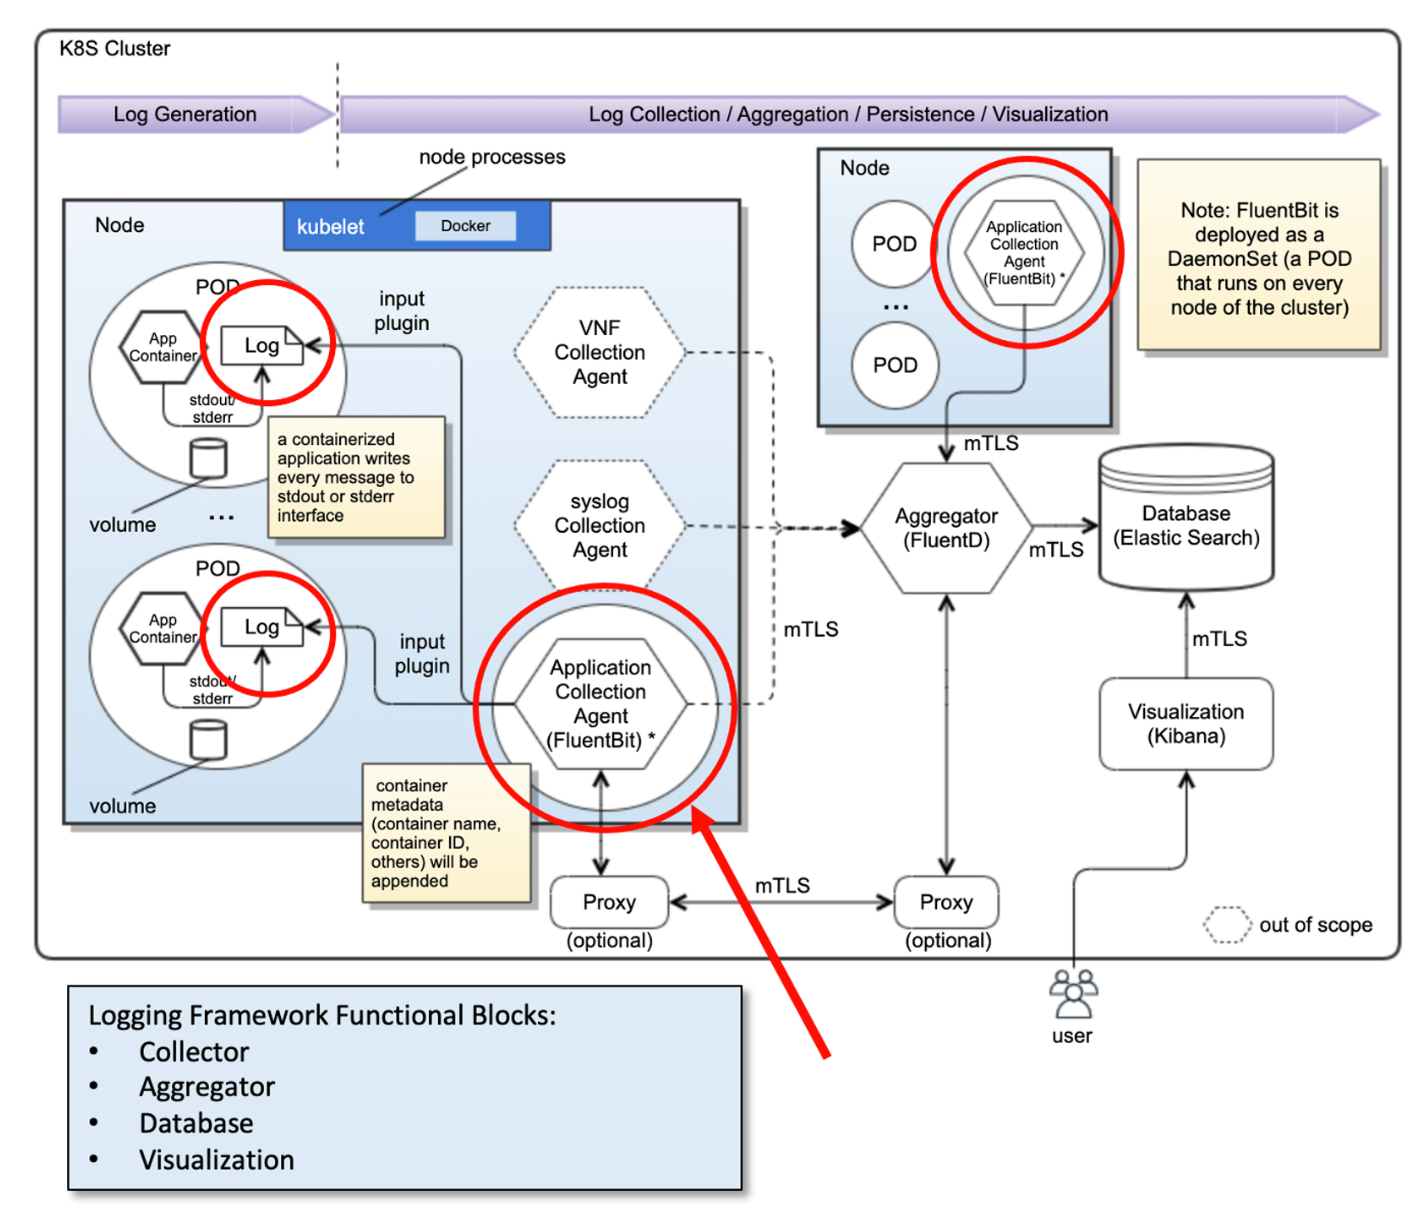 K8S Cluster
Log Generation
Log Collection / Aggregation / Persistence / Visualization
node processes
Node
kubelet
Docker
POD
App
Container
Log
stdout/
stderr
volume
...
input
plugin
a containerized
application writes
every message to
stdout or stderr
interface
POD
App
Container
Log
stdout/
stderr
volume
input
plugin
VNF
Collection
Agent
syslog
Collection
Agent
Application
Collection
Agent
(FluentBit) *
container
metadata
(container name,
container ID,
others) will be
appended
mTLS
Node
POD
...
POD
Application
Collection
Agent
(FluentBit) *
Note: FluentBit is
deployed as a
DaemonSet (a POD
that runs on every
node of the cluster)
mTLS
Aggregator
(FluentD)
mTLS
Database
(Elastic Search)
mTLS
Visualization
(Kibana)
Proxy
(optional)
mTLS
Proxy
(optional)
out of scope
user
Logging Framework Functional Blocks:
• Collector
• Aggregator
• Database
• Visualization